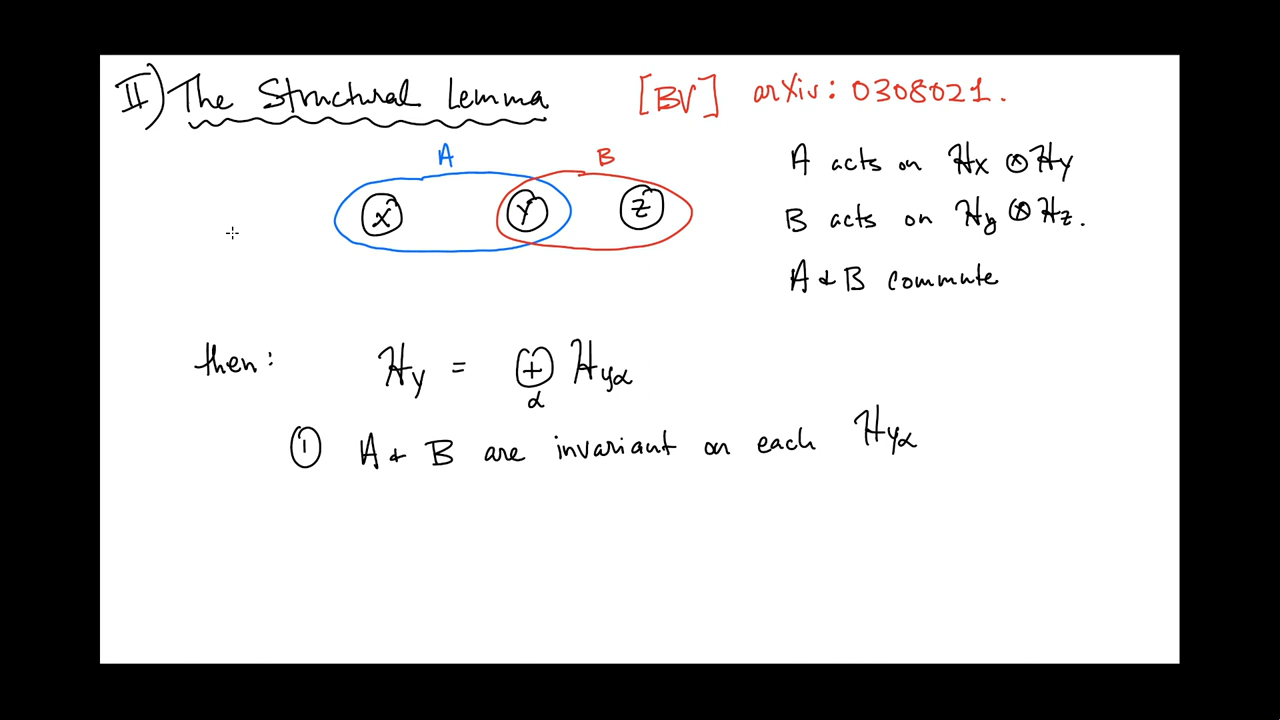 II) The Structural Lemma [BV] arXiv: 0308021.
A B
X Y Z
A acts on Hx ⊗ Hy
B acts on Hy ⊗ Hz.
A & B commute
then: Hy = ⊕ Hyα
α
① A & B are invariant on each Hyα